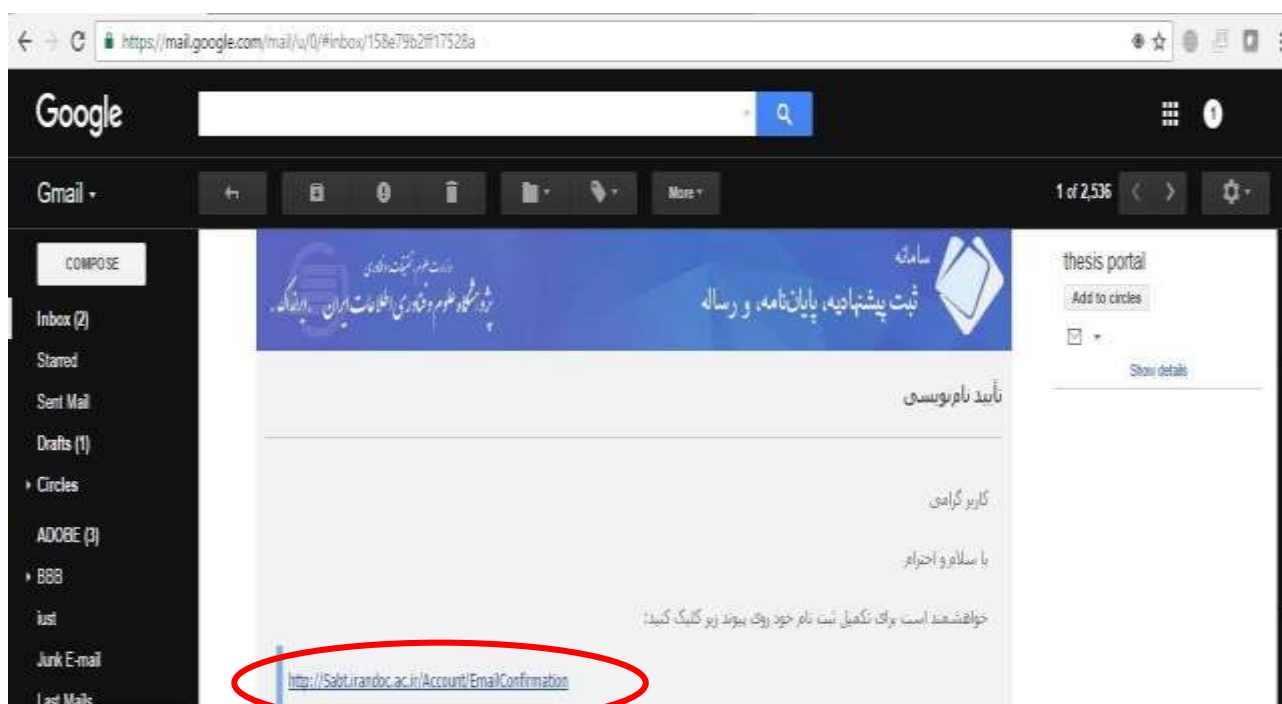 https://mail.google.com/mail/u/0/#inbox/158e79b2ff17528a
Google
1
Gmail
More
1 of 2,536
COMPOSE
Inbox (2)
Starred
Sent Mail
Drafts (1)
Circles
ADOBE (3)
BBB
iust
Junk E-mail
Last Mails
سامانه
ثبت پیشنهادیه، پایان‌نامه، و رساله
وزارت علوم، تحقیقات و فناوری
پژوهشگاه علوم و فناوری اطلاعات ایران
تأیید نام‌نویسی
کاربر گرامی
با سلام و احترام
خواهشمند است برای تکمیل ثبت نام خود روی پیوند زیر کلیک کنید:
http://Sabt.irandoc.ac.ir/Account/EmailConfirmation
thesis portal
Add to circles
Show details